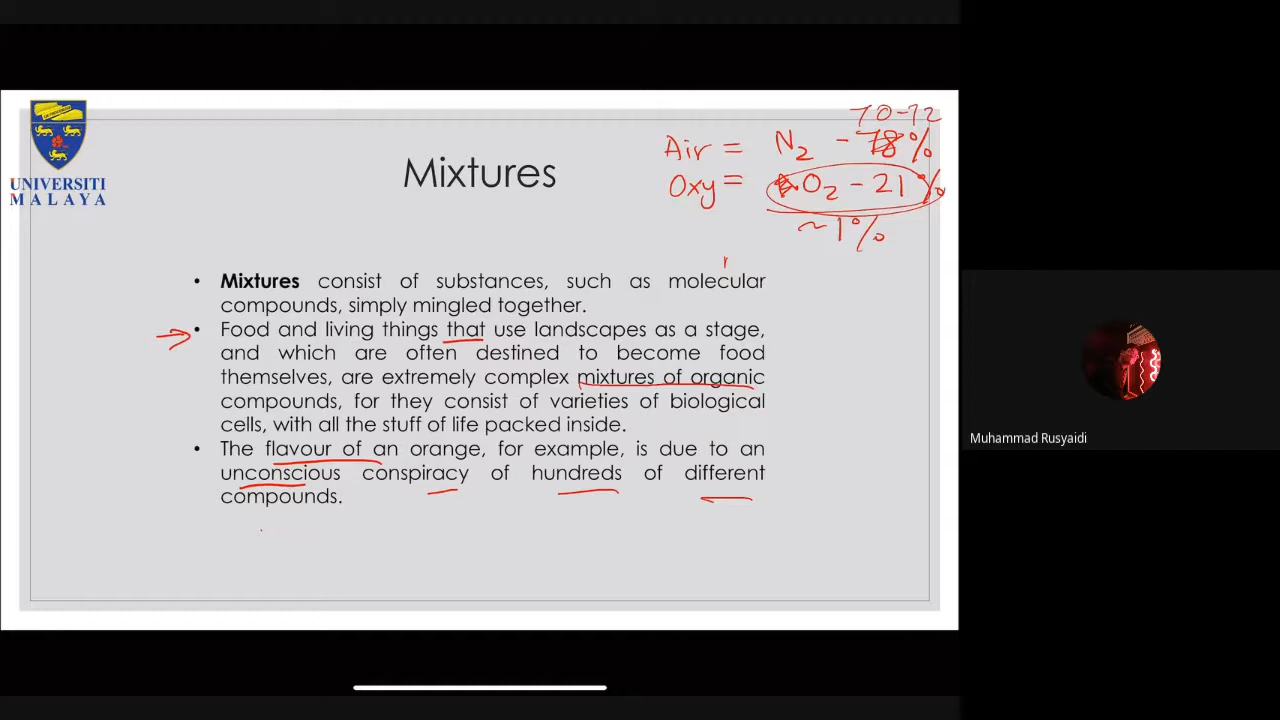 UNIVERSITI
MALAYA
Mixtures
70-72
Air = N2 - 78%
Oxy = O2 - 21%
~1%
• Mixtures consist of substances, such as molecular
compounds, simply mingled together.
• Food and living things that use landscapes as a stage,
and which are often destined to become food
themselves, are extremely complex mixtures of organic
compounds, for they consist of varieties of biological
cells, with all the stuff of life packed inside.
• The flavour of an orange, for example, is due to an
unconscious conspiracy of hundreds of different
compounds.
Muhammad Rusyaidi